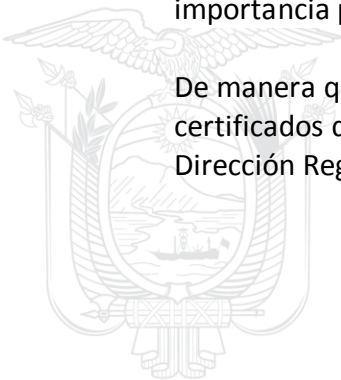 importancia p
De manera q
certificados
Dirección Reg